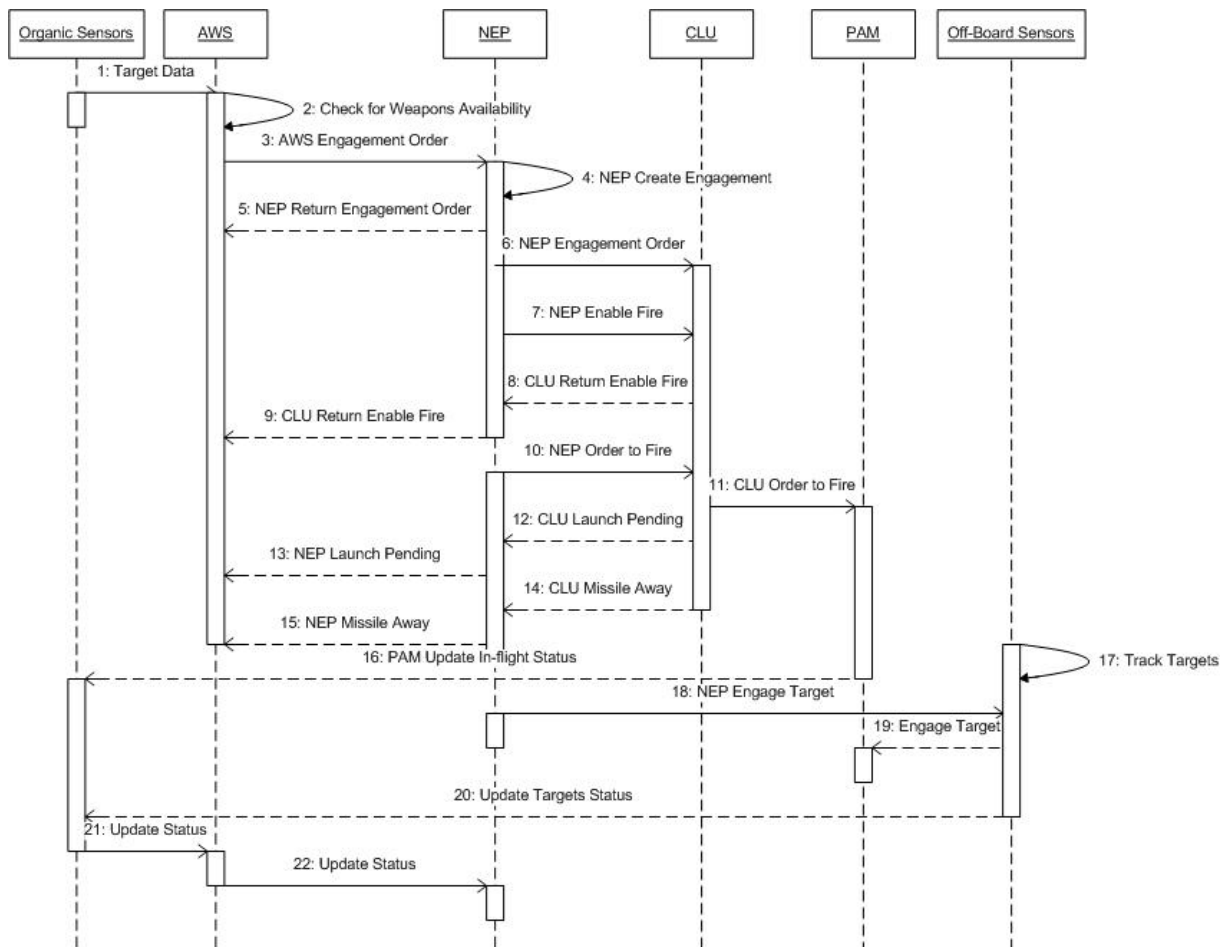 Organic Sensors
AWS
NEP
CLU
PAM
Off-Board Sensors
1: Target Data
2: Check for Weapons Availability
3: AWS Engagement Order
4: NEP Create Engagement
5: NEP Return Engagement Order
6: NEP Engagement Order
7: NEP Enable Fire
8: CLU Return Enable Fire
9: CLU Return Enable Fire
10: NEP Order to Fire
11: CLU Order to Fire
12: CLU Launch Pending
13: NEP Launch Pending
14: CLU Missile Away
15: NEP Missile Away
16: PAM Update In-flight Status
17: Track Targets
18: NEP Engage Target
19: Engage Target
20: Update Targets Status
21: Update Status
22: Update Status